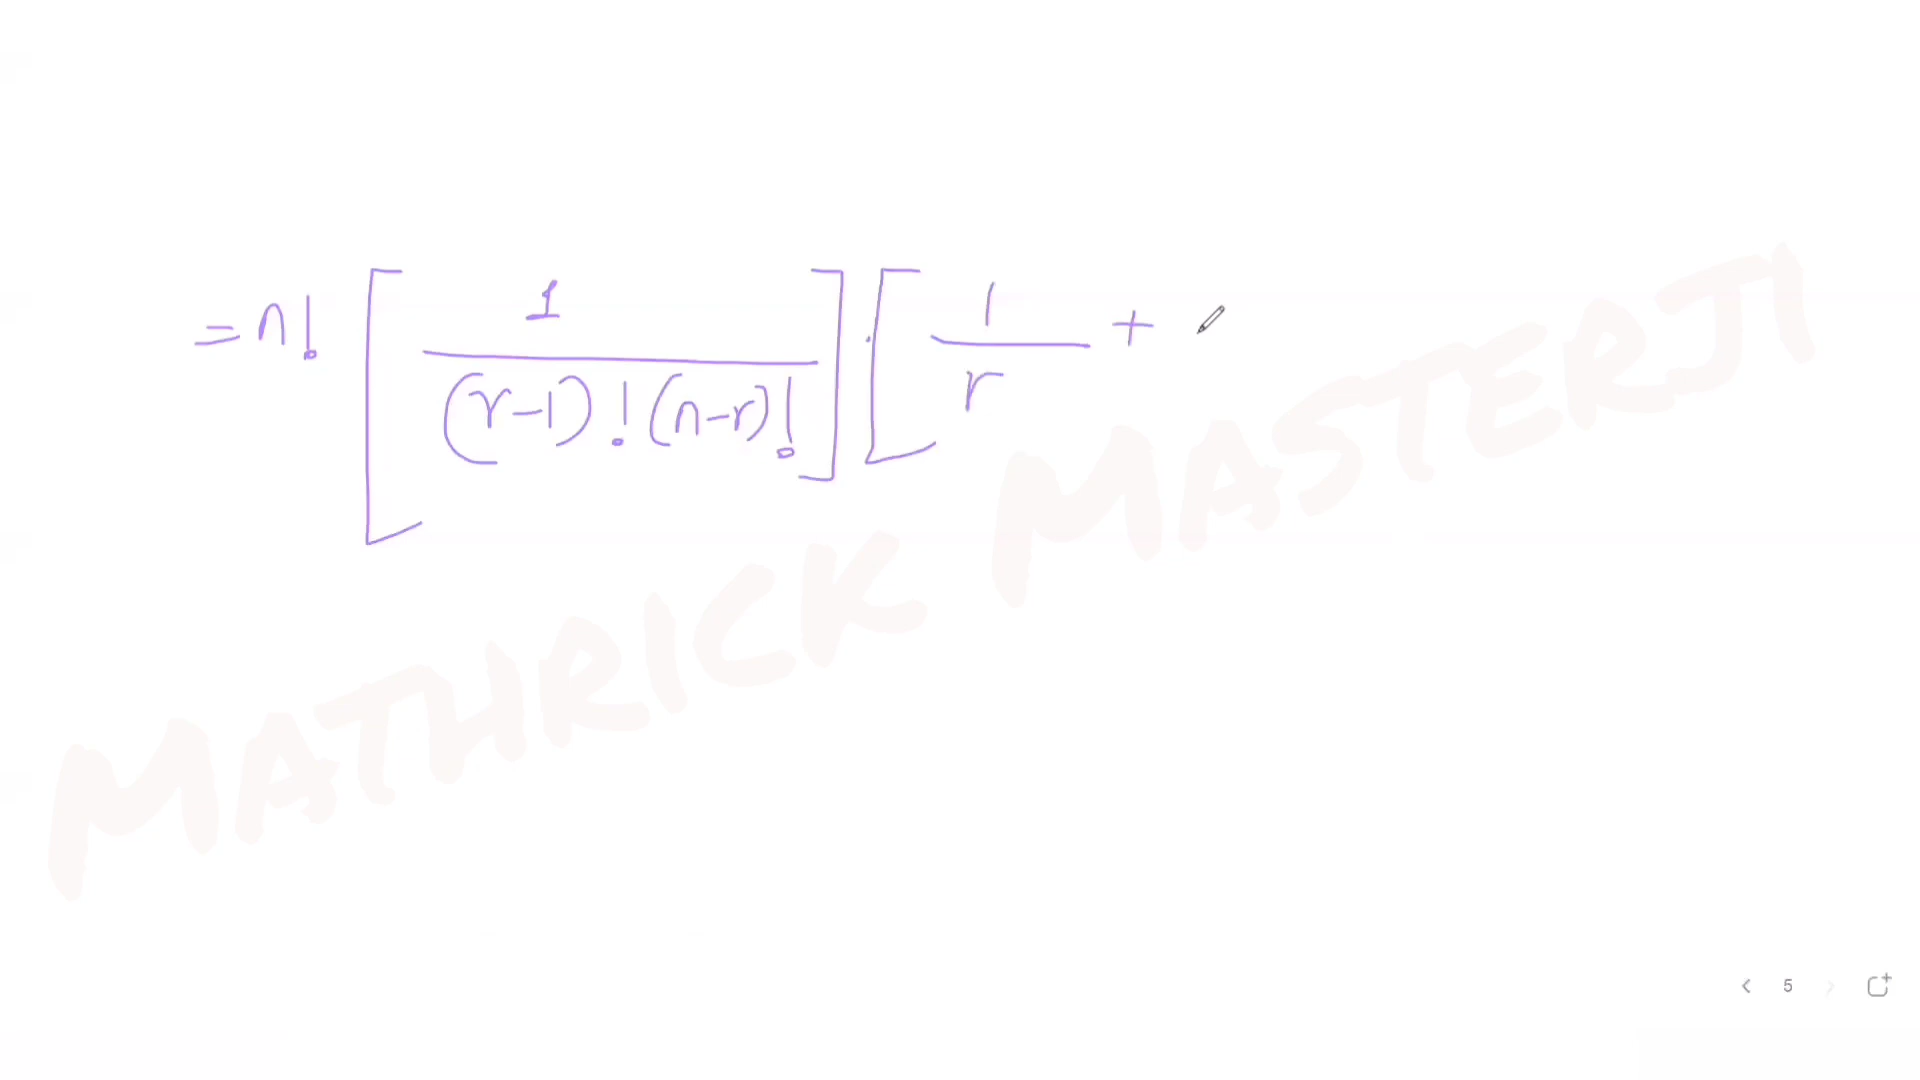 = n! [ 1 / (r-1)! (n-r)! ] . [ 1 / r +
MATHRICK MASTERJI
5